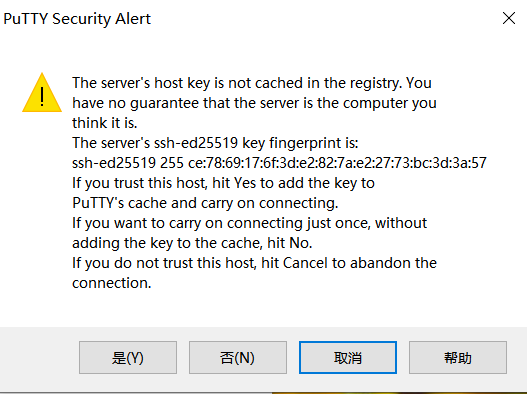 PuTTY Security Alert
The server's host key is not cached in the registry. You
have no guarantee that the server is the computer you
think it is.
The server's ssh-ed25519 key fingerprint is:
ssh-ed25519 255 ce:78:69:17:6f:3d:e2:82:7a:e2:27:73:bc:3d:3a:57
If you trust this host, hit Yes to add the key to
PuTTY's cache and carry on connecting.
If you want to carry on connecting just once, without
adding the key to the cache, hit No.
If you do not trust this host, hit Cancel to abandon the
connection.
是(Y) 否(N) 取消 帮助